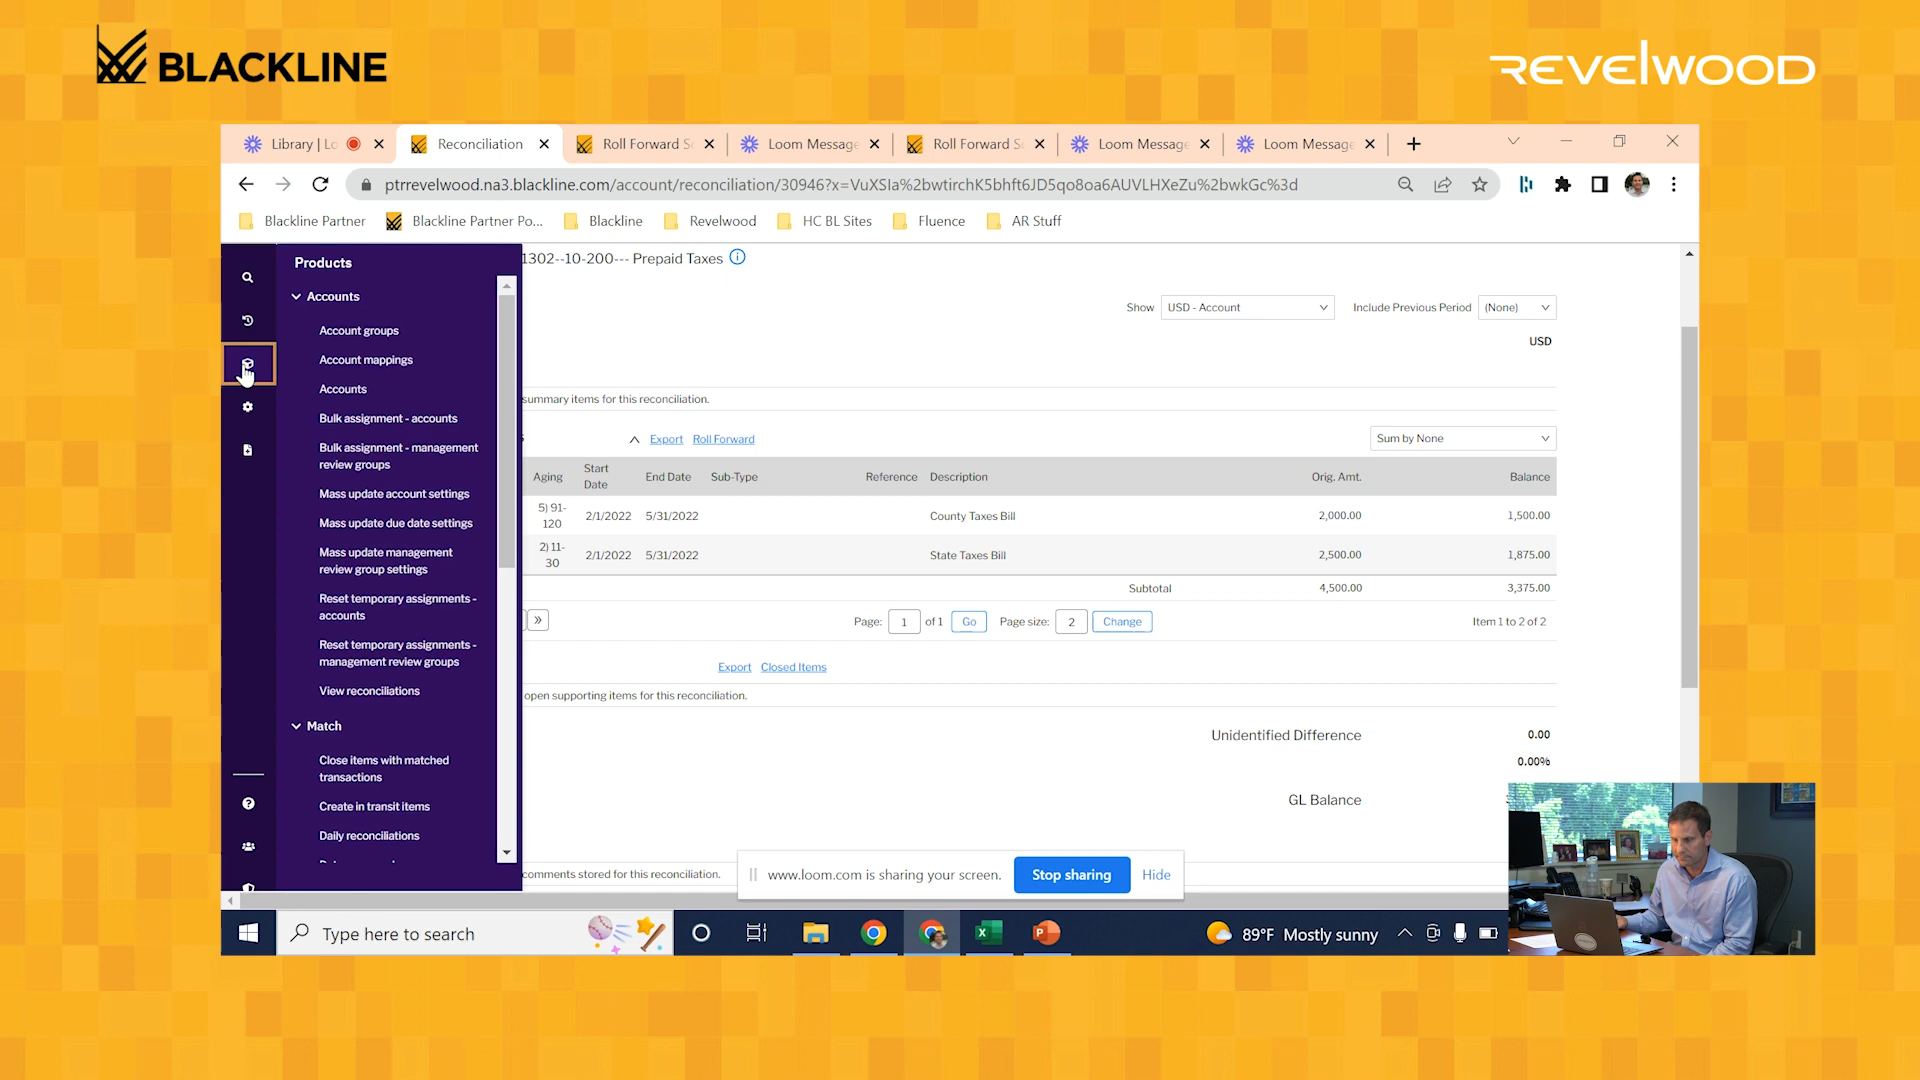 BLACKLINE
REVELWOOD
Library | Lo
Reconciliation
Roll Forward Sc
Loom Message
Roll Forward Sc
Loom Message
Loom Message
ptrrevelwood.na3.blackline.com/account/reconciliation/30946?x=VuXSIa%2bwtirchK5bhft6JD5qo8oa6AUVLHXeZu%2bwkGc%3d
Blackline Partner
Blackline Partner Po...
Blackline
Revelwood
HC BL Sites
Fluence
AR Stuff
Products
Accounts
Account groups
Account mappings
Accounts
Bulk assignment - accounts
Bulk assignment - management
review groups
Mass update account settings
Mass update due date settings
Mass update management
review group settings
Reset temporary assignments -
accounts
Reset temporary assignments -
management review groups
View reconciliations
Match
Close items with matched
transactions
Create in transit items
Daily reconciliations
1302--10-200--- Prepaid Taxes
Show USD - Account Include Previous Period (None)
USD
summary items for this reconciliation.
Export Roll Forward Sum by None
Aging Start Date End Date Sub-Type Reference Description Orig. Amt. Balance
5) 91-120 2/1/2022 5/31/2022 County Taxes Bill 2,000.00 1,500.00
2) 11-30 2/1/2022 5/31/2022 State Taxes Bill 2,500.00 1,875.00
Subtotal 4,500.00 3,375.00
» Page: 1 of 1 Go Page size: 2 Change Item 1 to 2 of 2
Export Closed Items
open supporting items for this reconciliation.
Unidentified Difference 0.00
0.00%
GL Balance
comments stored for this reconciliation.
www.loom.com is sharing your screen. Stop sharing Hide
Type here to search
89°F Mostly sunny